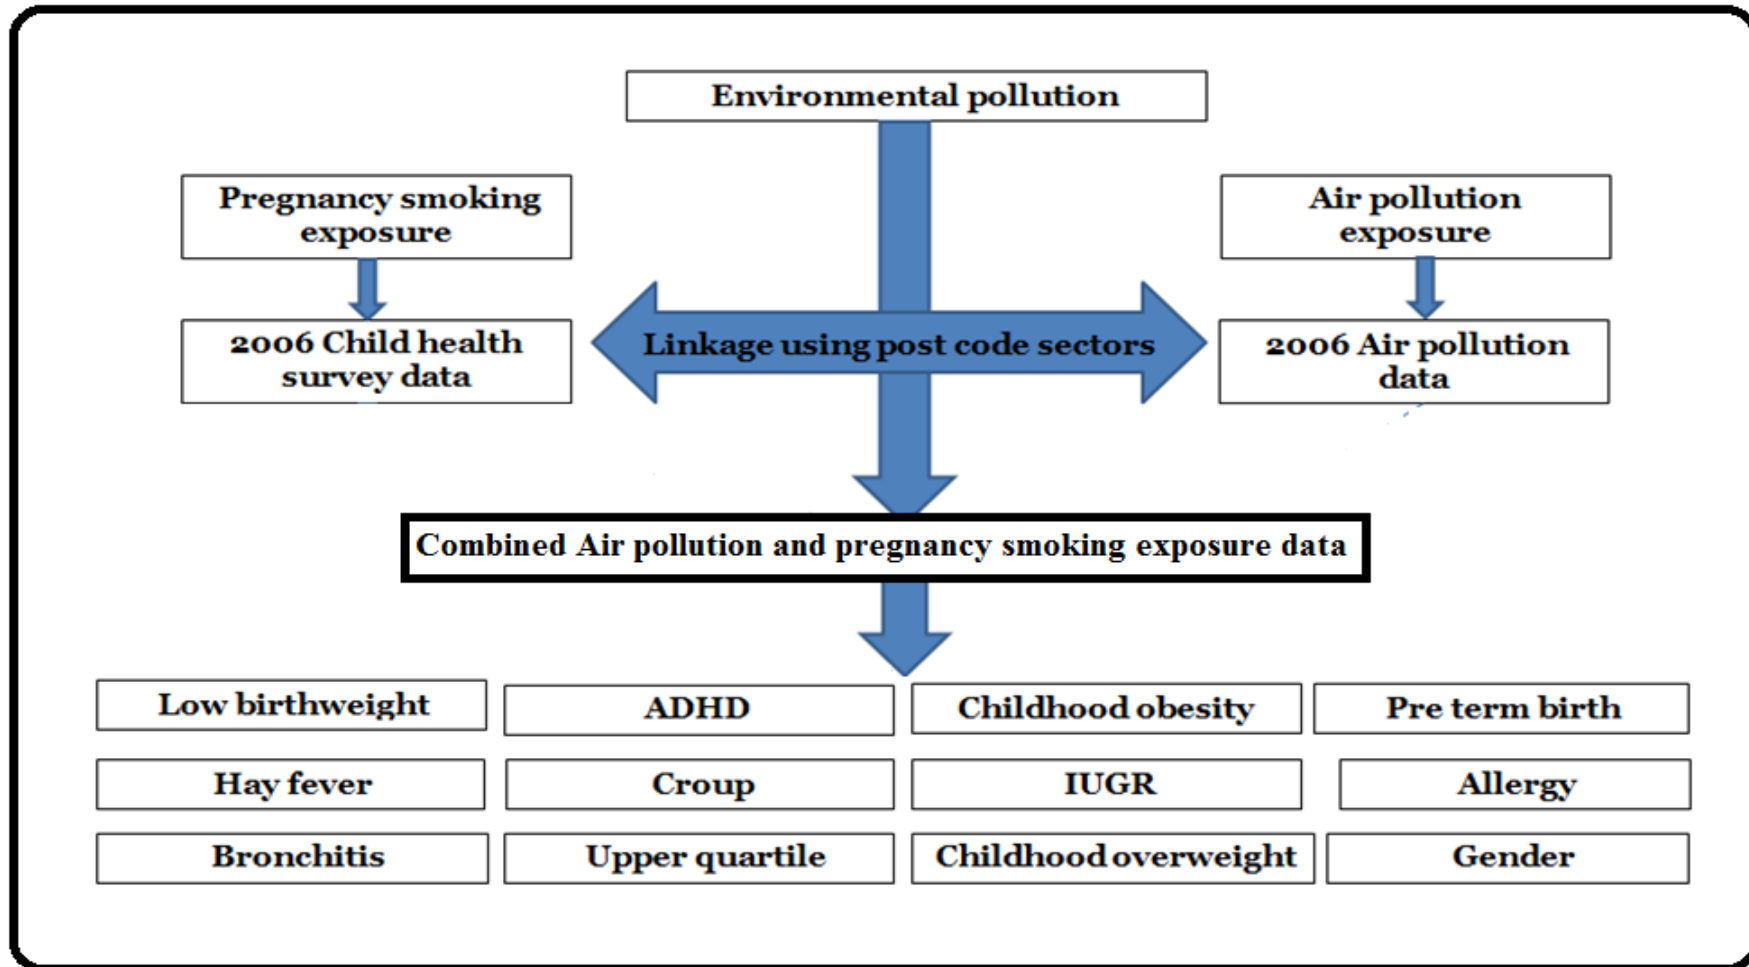 Environmental pollution
Pregnancy smoking
exposure
Air pollution
exposure
2006 Child health
survey data
Linkage using post code sectors
2006 Air pollution
data
Combined Air pollution and pregnancy smoking exposure data
Low birthweight
ADHD
Childhood obesity
Pre term birth
Hay fever
Croup
IUGR
Allergy
Bronchitis
Upper quartile
Childhood overweight
Gender